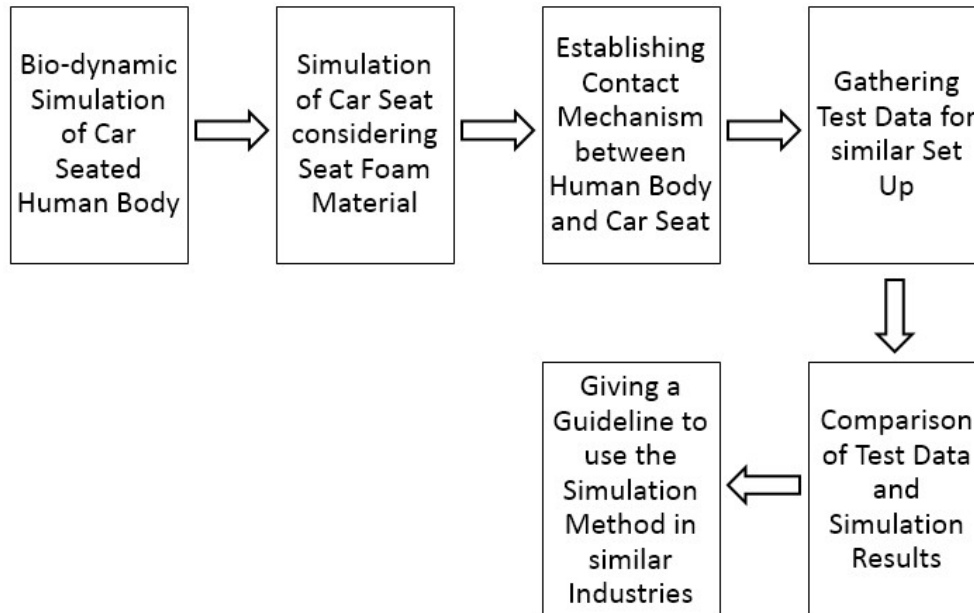 Bio-dynamic
Simulation
of Car
Seated
Human Body
Simulation
of Car Seat
considering
Seat Foam
Material
Establishing
Contact
Mechanism
between
Human Body
and Car Seat
Gathering
Test Data for
similar Set
Up
Comparison
of Test Data
and
Simulation
Results
Giving a
Guideline to
use the
Simulation
Method in
similar
Industries